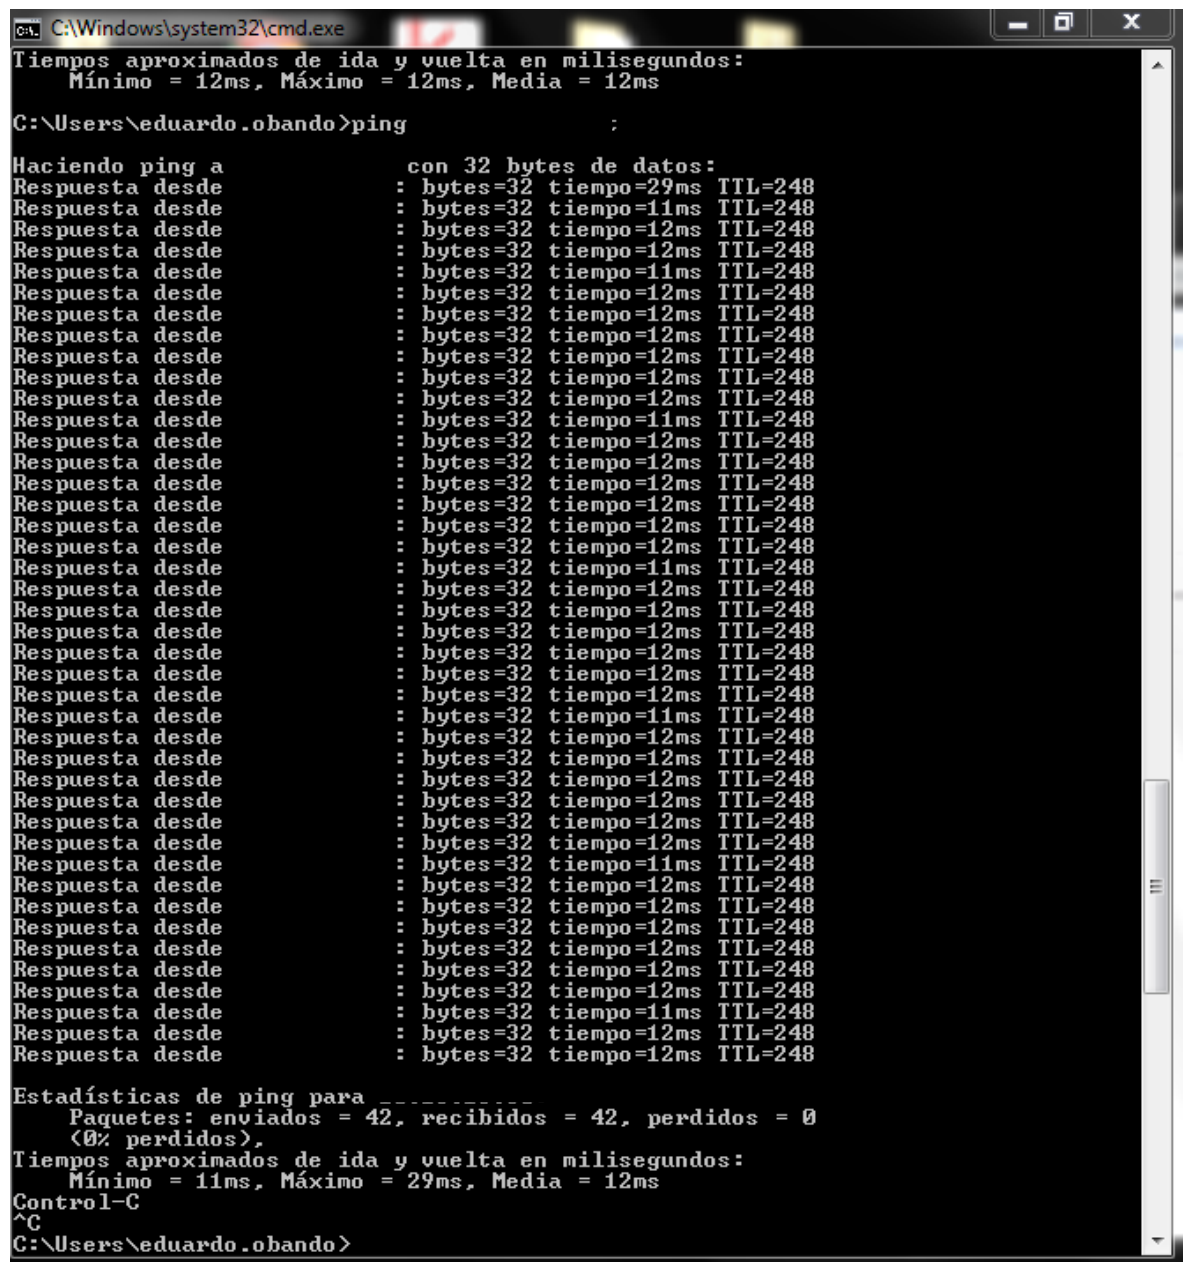 C:\Windows\system32\cmd.exe
Tiempos aproximados de ida y vuelta en milisegundos:
Mínimo = 12ms, Máximo = 12ms, Media = 12ms
C:\Users\eduardo.obando>ping ;
Haciendo ping a con 32 bytes de datos:
Respuesta desde : bytes=32 tiempo=29ms TTL=248
Respuesta desde : bytes=32 tiempo=11ms TTL=248
Respuesta desde : bytes=32 tiempo=12ms TTL=248
Respuesta desde : bytes=32 tiempo=12ms TTL=248
Respuesta desde : bytes=32 tiempo=11ms TTL=248
Respuesta desde : bytes=32 tiempo=12ms TTL=248
Respuesta desde : bytes=32 tiempo=12ms TTL=248
Respuesta desde : bytes=32 tiempo=12ms TTL=248
Respuesta desde : bytes=32 tiempo=12ms TTL=248
Respuesta desde : bytes=32 tiempo=12ms TTL=248
Respuesta desde : bytes=32 tiempo=12ms TTL=248
Respuesta desde : bytes=32 tiempo=11ms TTL=248
Respuesta desde : bytes=32 tiempo=12ms TTL=248
Respuesta desde : bytes=32 tiempo=12ms TTL=248
Respuesta desde : bytes=32 tiempo=12ms TTL=248
Respuesta desde : bytes=32 tiempo=12ms TTL=248
Respuesta desde : bytes=32 tiempo=12ms TTL=248
Respuesta desde : bytes=32 tiempo=12ms TTL=248
Respuesta desde : bytes=32 tiempo=11ms TTL=248
Respuesta desde : bytes=32 tiempo=12ms TTL=248
Respuesta desde : bytes=32 tiempo=12ms TTL=248
Respuesta desde : bytes=32 tiempo=12ms TTL=248
Respuesta desde : bytes=32 tiempo=12ms TTL=248
Respuesta desde : bytes=32 tiempo=12ms TTL=248
Respuesta desde : bytes=32 tiempo=12ms TTL=248
Respuesta desde : bytes=32 tiempo=11ms TTL=248
Respuesta desde : bytes=32 tiempo=12ms TTL=248
Respuesta desde : bytes=32 tiempo=12ms TTL=248
Respuesta desde : bytes=32 tiempo=12ms TTL=248
Respuesta desde : bytes=32 tiempo=12ms TTL=248
Respuesta desde : bytes=32 tiempo=12ms TTL=248
Respuesta desde : bytes=32 tiempo=12ms TTL=248
Respuesta desde : bytes=32 tiempo=11ms TTL=248
Respuesta desde : bytes=32 tiempo=12ms TTL=248
Respuesta desde : bytes=32 tiempo=12ms TTL=248
Respuesta desde : bytes=32 tiempo=12ms TTL=248
Respuesta desde : bytes=32 tiempo=12ms TTL=248
Respuesta desde : bytes=32 tiempo=12ms TTL=248
Respuesta desde : bytes=32 tiempo=12ms TTL=248
Respuesta desde : bytes=32 tiempo=11ms TTL=248
Respuesta desde : bytes=32 tiempo=12ms TTL=248
Respuesta desde : bytes=32 tiempo=12ms TTL=248
Estadísticas de ping para
Paquetes: enviados = 42, recibidos = 42, perdidos = 0
(0% perdidos),
Tiempos aproximados de ida y vuelta en milisegundos:
Mínimo = 11ms, Máximo = 29ms, Media = 12ms
Control-C
^C
C:\Users\eduardo.obando>